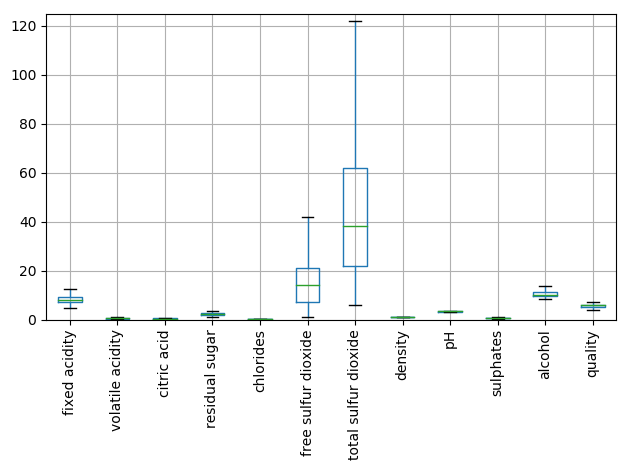 120
100
80
60
40
20
0
fixed acidity
volatile acidity
citric acid
residual sugar
chlorides
free sulfur dioxide
total sulfur dioxide
density
pH
sulphates
alcohol
quality